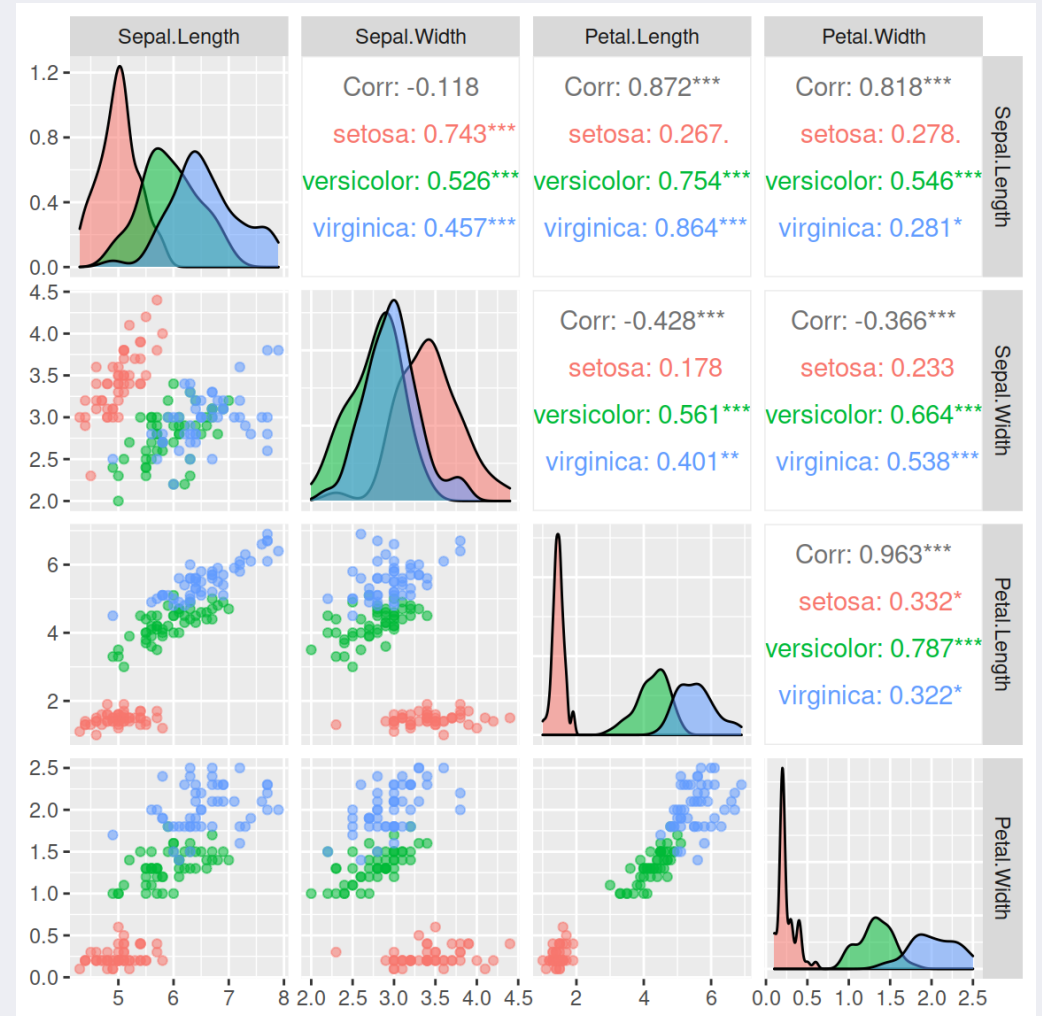 Sepal.Length Sepal.Width Petal.Length Petal.Width
1.2
0.8
0.4
0.0
Corr: -0.118
setosa: 0.743***
versicolor: 0.526***
virginica: 0.457***
Corr: 0.872***
setosa: 0.267.
versicolor: 0.754***
virginica: 0.864***
Corr: 0.818***
setosa: 0.278.
versicolor: 0.546***
virginica: 0.281*
Sepal.Length
4.5
4.0
3.5
3.0
2.5
2.0
Corr: -0.428***
setosa: 0.178
versicolor: 0.561***
virginica: 0.401**
Corr: -0.366***
setosa: 0.233
versicolor: 0.664***
virginica: 0.538***
Sepal.Width
6
4
2
Corr: 0.963***
setosa: 0.332*
versicolor: 0.787***
virginica: 0.322*
Petal.Length
2.5
2.0
1.5
1.0
0.5
0.0
Petal.Width
5 6 7 8 2.0 2.5 3.0 3.5 4.0 4.5 2 4 6 0.0 0.5 1.0 1.5 2.0 2.5